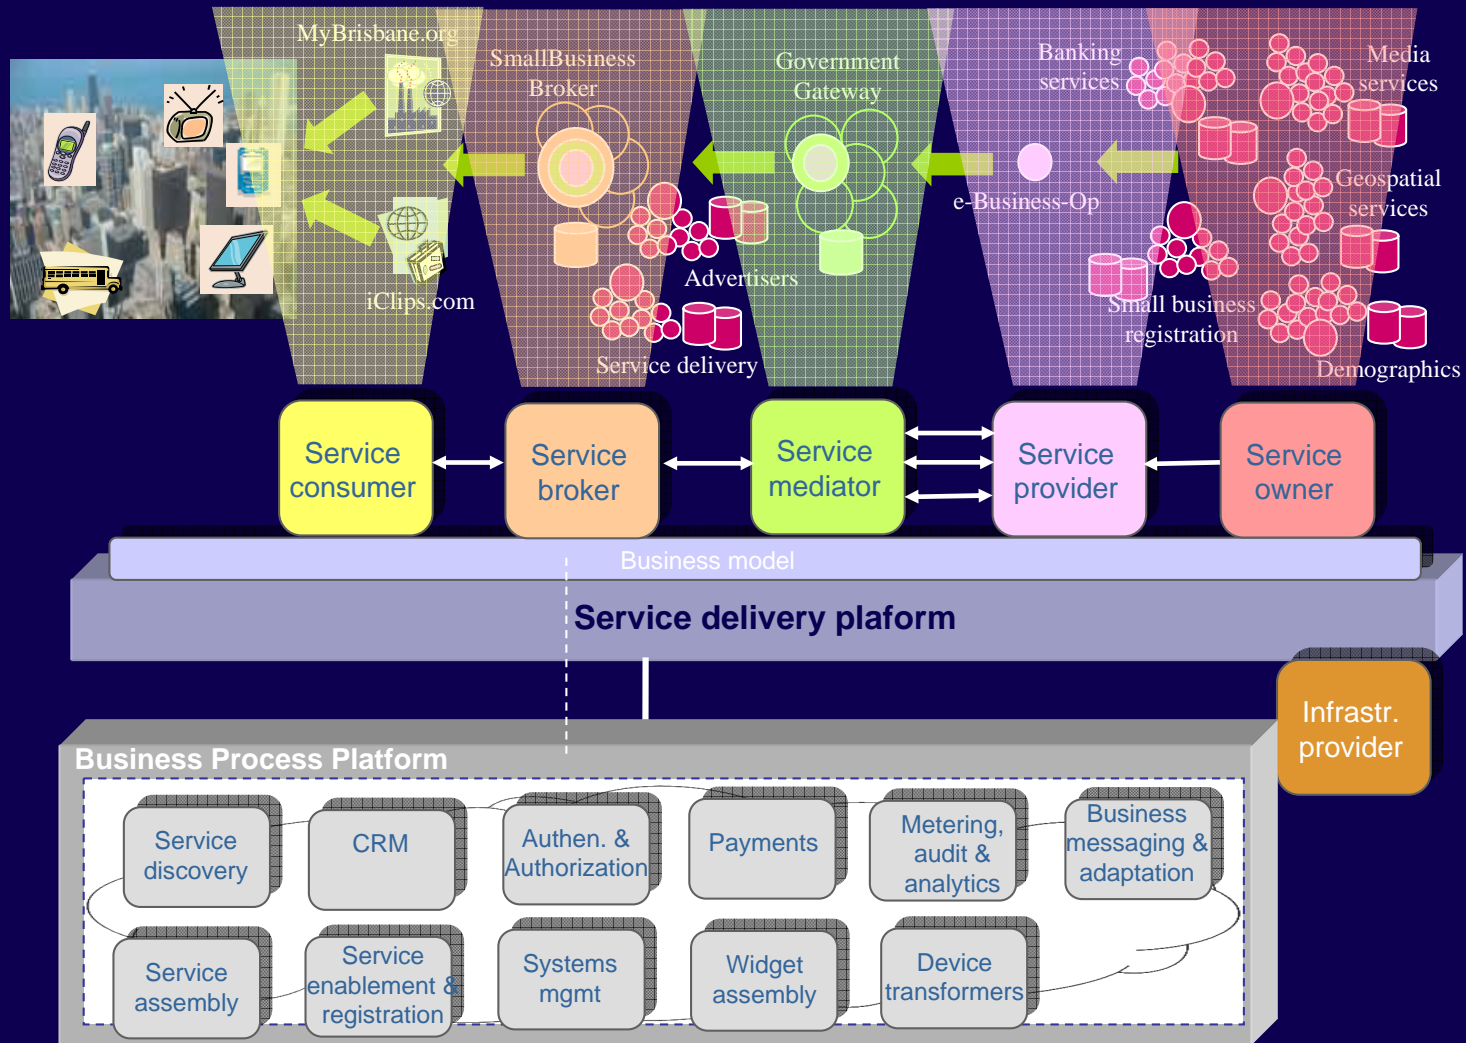 MyBrisbane.org
SmallBusiness
Broker
Government
Gateway
Banking
services
Media
services
Geospatial
services
e-Business-Op
Advertisers
iClips.com
Small business
registration
Service delivery
Demographics
Service
consumer
Service
broker
Service
mediator
Service
provider
Service
owner
Business model
Service delivery plaform
Infrastr.
provider
Business Process Platform
Service
discovery
CRM
Authen. &
Authorization
Payments
Metering,
audit &
analytics
Business
messaging &
adaptation
Service
assembly
Service
enablement &
registration
Systems
mgmt
Widget
assembly
Device
transformers